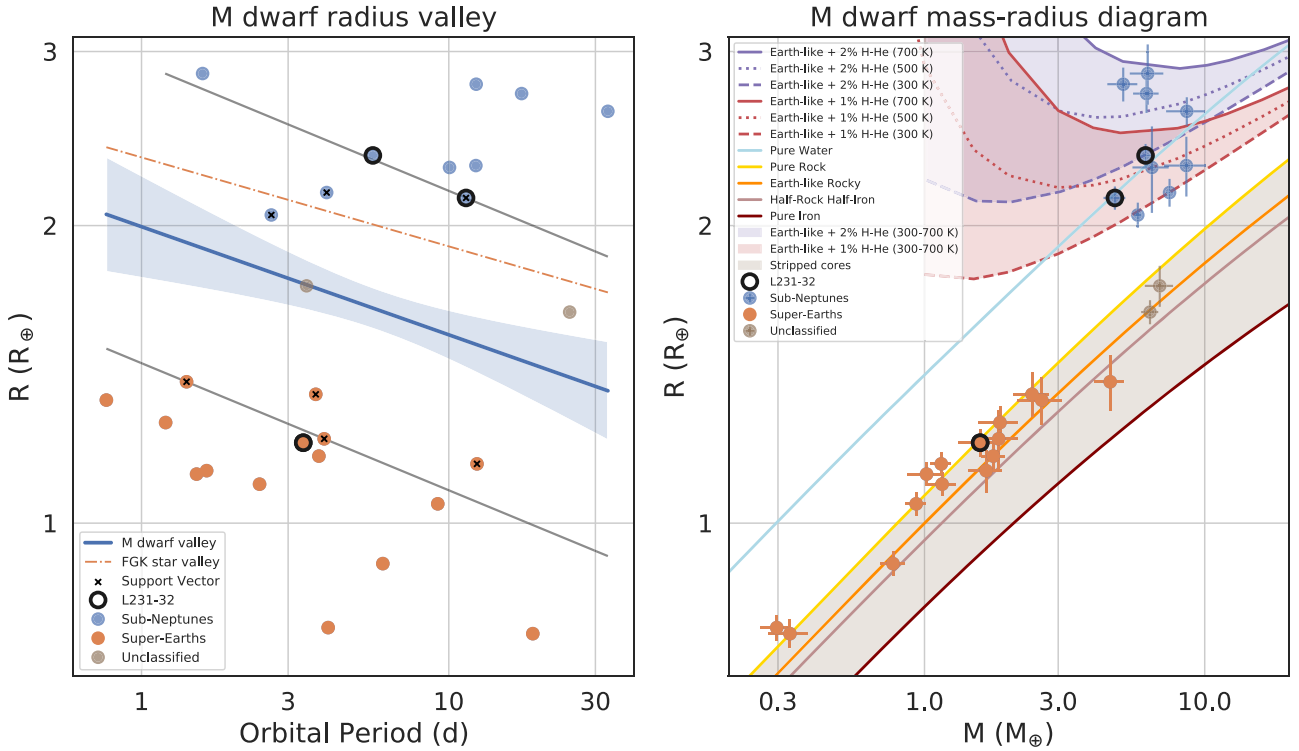 M dwarf radius valley
3
2
1
R (R⊕)
M dwarf valley
FGK star valley
Support Vector
L231-32
Sub-Neptunes
Super-Earths
Unclassified
1
3
10
30
Orbital Period (d)
M dwarf mass-radius diagram
3
2
1
R (R⊕)
Earth-like + 2% H-He (700 K)
Earth-like + 2% H-He (500 K)
Earth-like + 2% H-He (300 K)
Earth-like + 1% H-He (700 K)
Earth-like + 1% H-He (500 K)
Earth-like + 1% H-He (300 K)
Pure Water
Pure Rock
Earth-like Rocky
Half-Rock Half-Iron
Pure Iron
Earth-like + 2% H-He (300-700 K)
Earth-like + 1% H-He (300-700 K)
Stripped cores
L231-32
Sub-Neptunes
Super-Earths
Unclassified
0.3
1.0
3.0
10.0
M (M⊕)